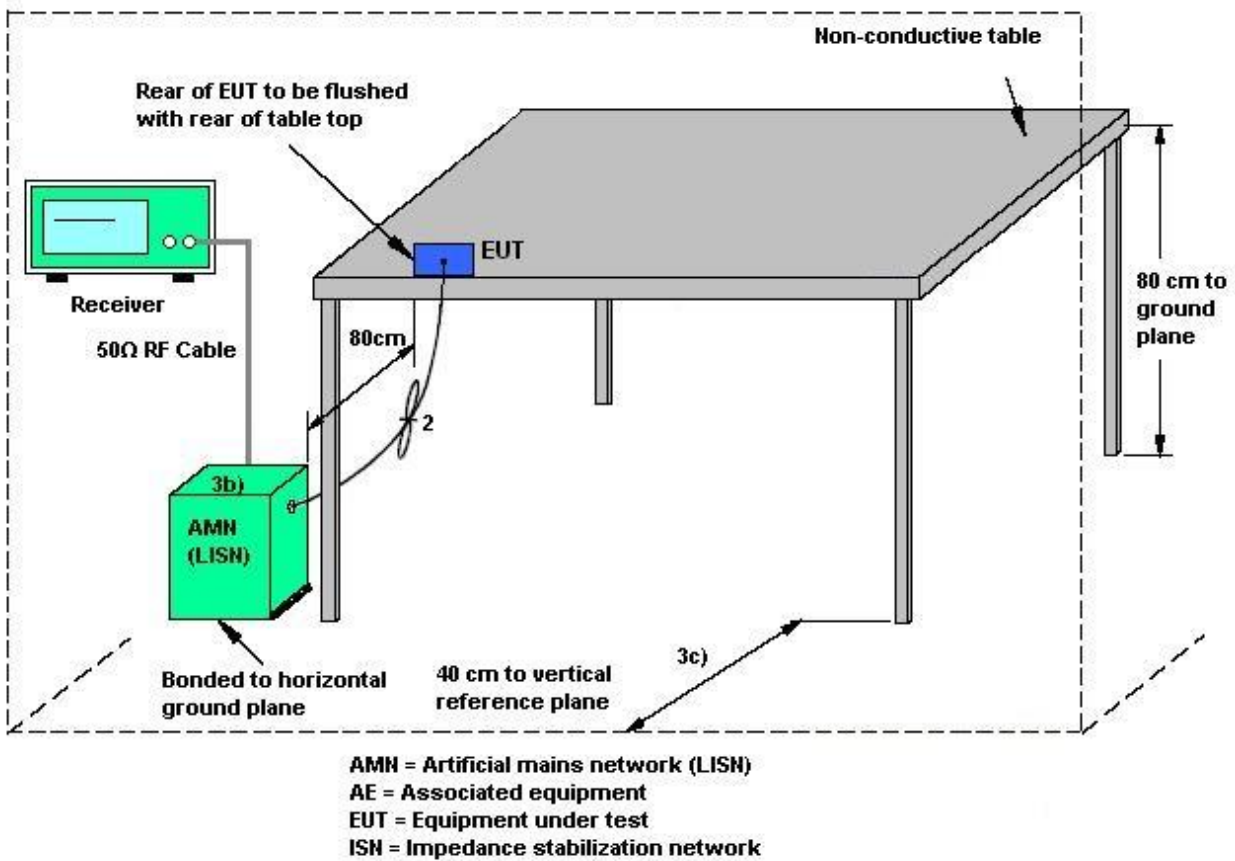 Non-conductive table
Rear of EUT to be flushed
with rear of table top
EUT
Receiver
80 cm to
ground
plane
50Ω RF Cable
80cm
2
3b)
AMN
(LISN)
Bonded to horizontal
ground plane
40 cm to vertical
reference plane
3c)
AMN = Artificial mains network (LISN)
AE = Associated equipment
EUT = Equipment under test
ISN = Impedance stabilization network